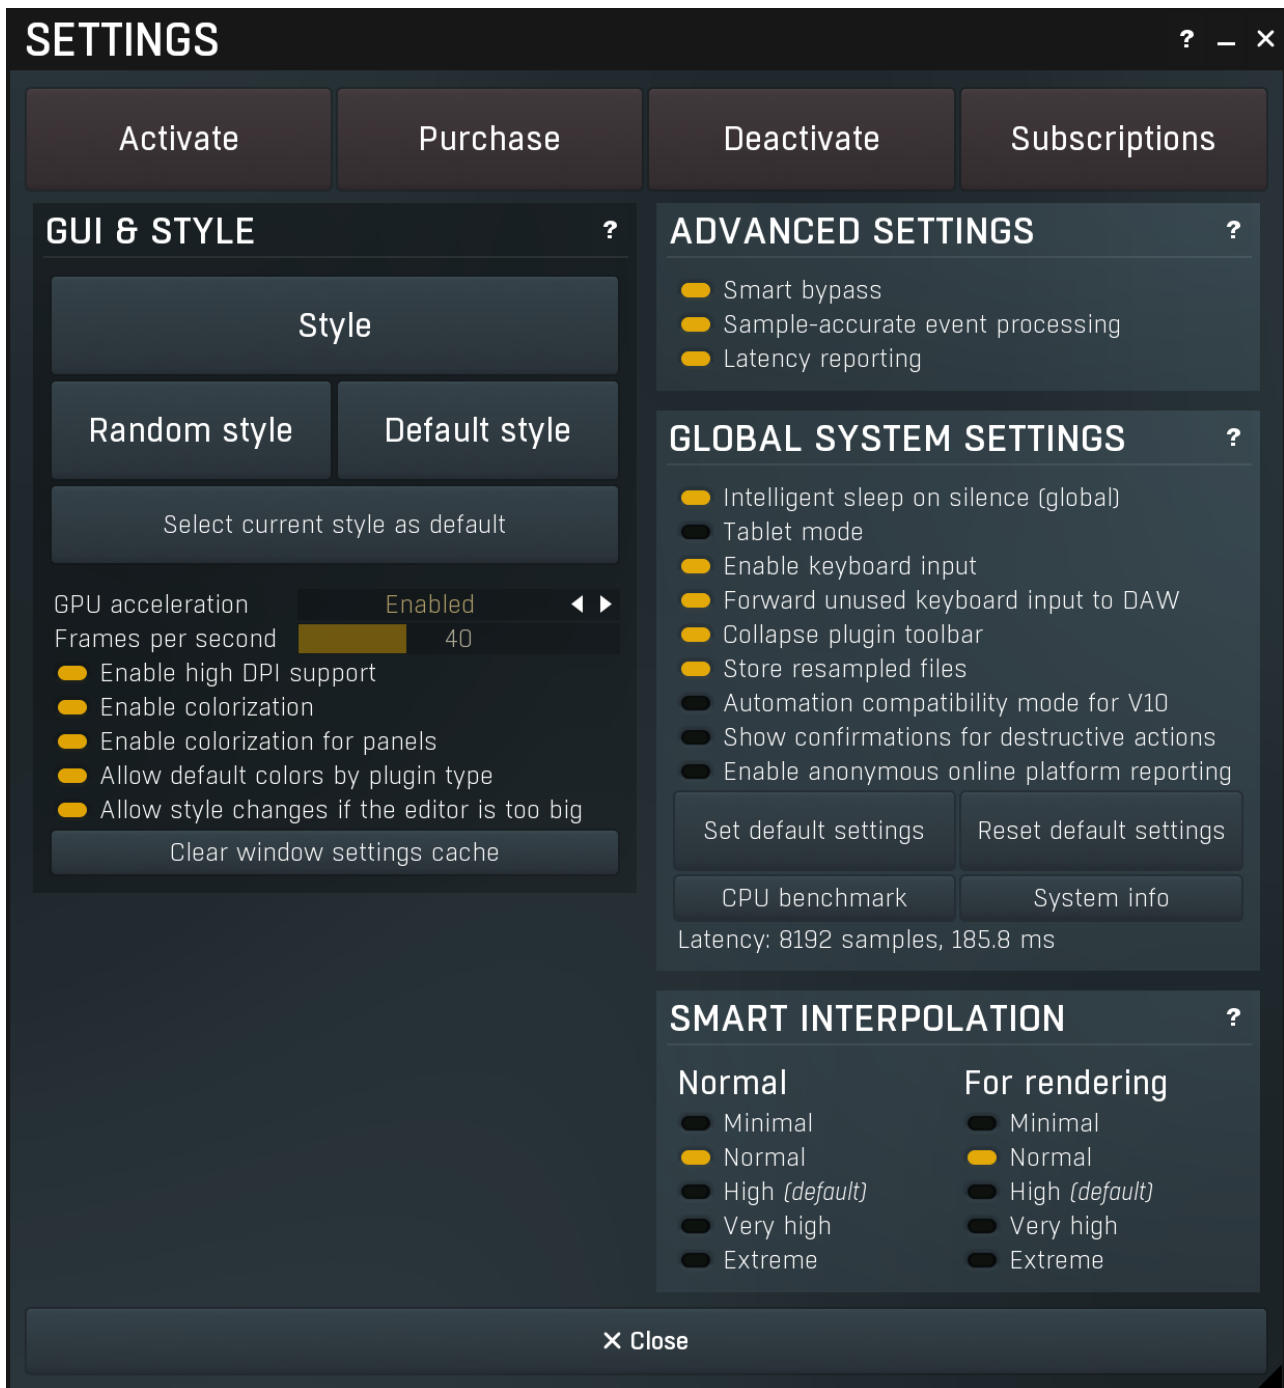 SETTINGS
?
Activate
Purchase
Deactivate
Subscriptions
GUI & STYLE ?
Style
Random style
Default style
Select current style as default
GPU acceleration Enabled
Frames per second 40
Enable high DPI support
Enable colorization
Enable colorization for panels
Allow default colors by plugin type
Allow style changes if the editor is too big
Clear window settings cache
ADVANCED SETTINGS ?
Smart bypass
Sample-accurate event processing
Latency reporting
GLOBAL SYSTEM SETTINGS ?
Intelligent sleep on silence (global)
Tablet mode
Enable keyboard input
Forward unused keyboard input to DAW
Collapse plugin toolbar
Store resampled files
Automation compatibility mode for V10
Show confirmations for destructive actions
Enable anonymous online platform reporting
Set default settings
Reset default settings
CPU benchmark
System info
Latency: 8192 samples, 185.8 ms
SMART INTERPOLATION ?
Normal
Minimal
Normal
High (default)
Very high
Extreme
For rendering
Minimal
Normal
High (default)
Very high
Extreme
Close